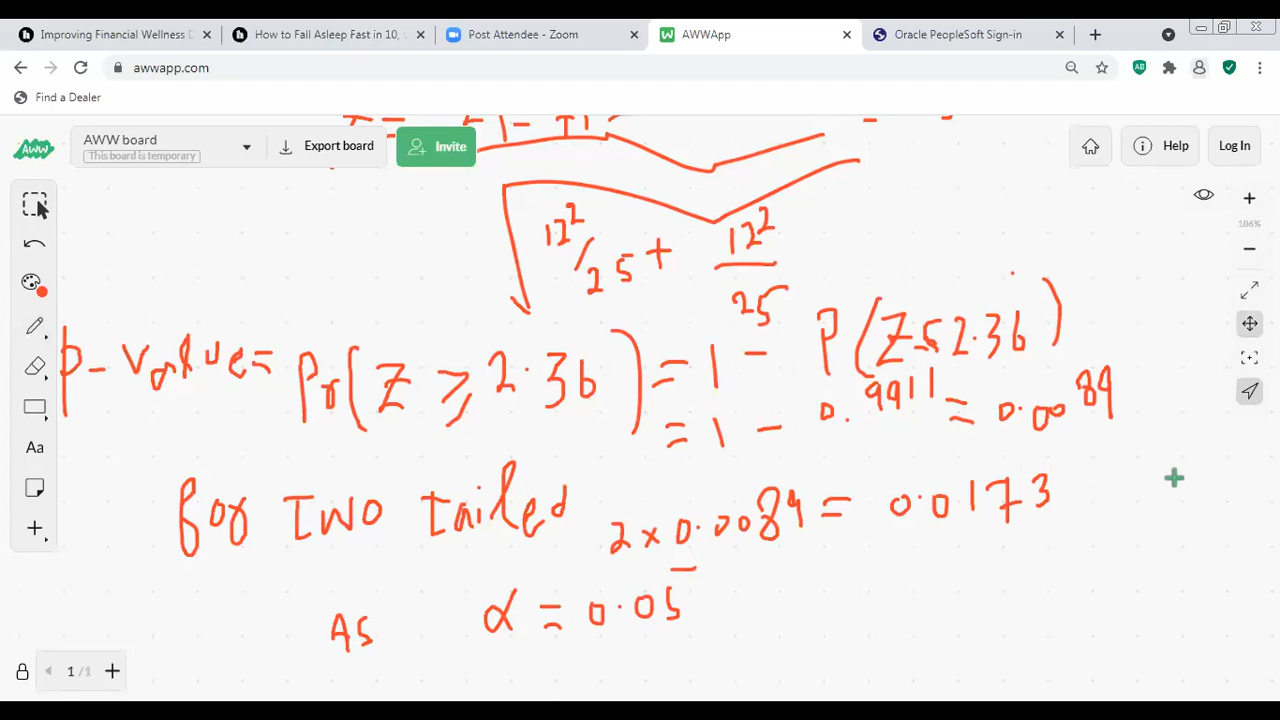 Improving Financial Wellness
How to Fall Asleep Fast in 10,
Post Attendee - Zoom
AWWApp
Oracle PeopleSoft Sign-in
awwapp.com
AB
Find a Dealer
AWW
AWW board
This board is temporary
Export board
Invite
Help
Log In
106%
12²/25 + 12²/25
P-Value = Pr(Z ≥ 2.36) = 1 - P(Z≤2.36)
= 1 - 0.9911 = 0.0089
for Two tailed 2 x 0.0089 = 0.0173
As α = 0.05
Aa
1 / 1